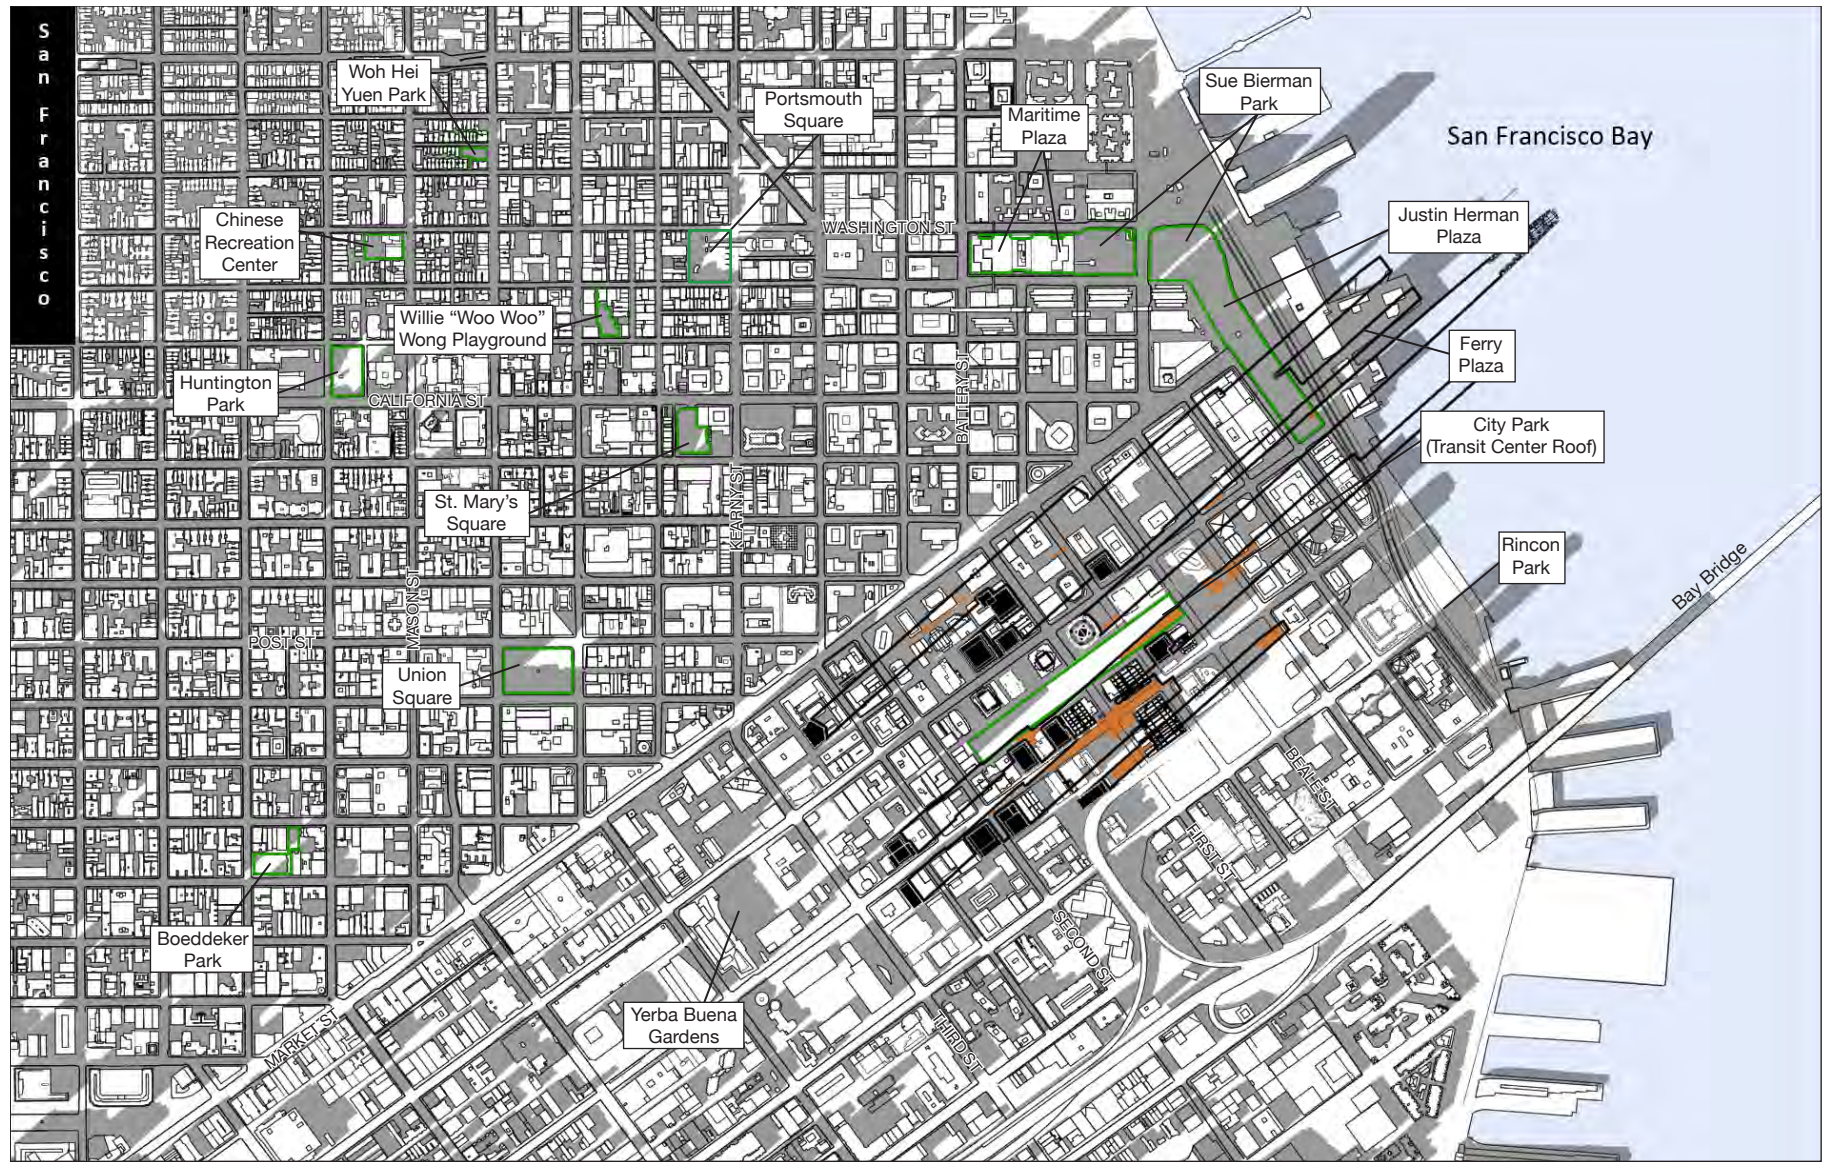 San Francisco
Woh Hei
Yuen Park
Portsmouth
Square
Maritime
Plaza
Sue Bierman
Park
San Francisco Bay
Chinese
Recreation
Center
WASHINGTON ST
Justin Herman
Plaza
Willie “Woo Woo”
Wong Playground
Ferry
Plaza
Huntington
Park
CALIFORNIA ST
BATTERY ST
City Park
(Transit Center Roof)
St. Mary’s
Square
KEARNY ST
Rincon
Park
Bay Bridge
MASON ST
POST ST
Union
Square
BEALE ST
FIRST ST
Boeddeker
Park
SECOND ST
Yerba Buena
Gardens
THIRD ST
MARKET ST